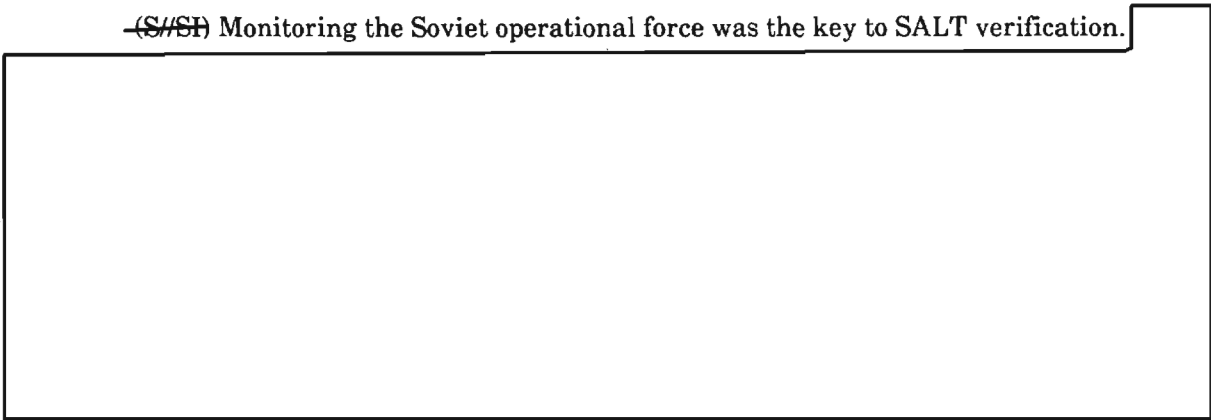 (S//SI) Monitoring the Soviet operational force was the key to SALT verification.